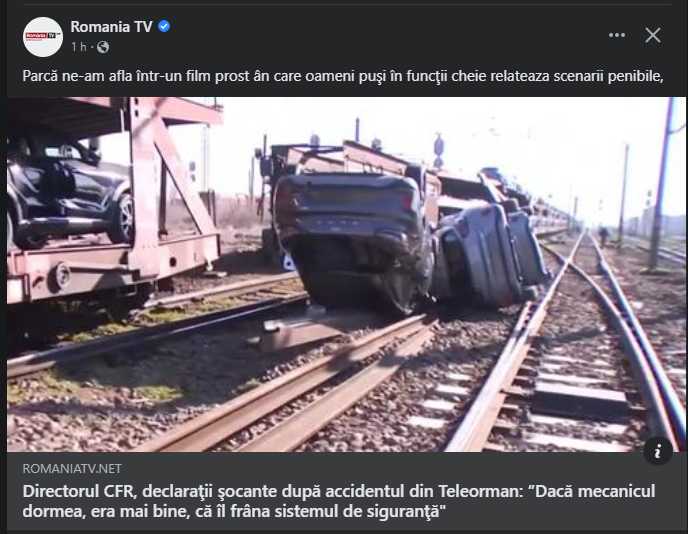 Romania TV
1 h
Parcă ne-am afla într-un film prost ân care oameni puşi în funcţii cheie relateaza scenarii penibile,
ROMANIATV.NET
Directorul CFR, declaraţii şocante după accidentul din Teleorman: ”Dacă mecanicul
dormea, era mai bine, că îl frâna sistemul de siguranţă"